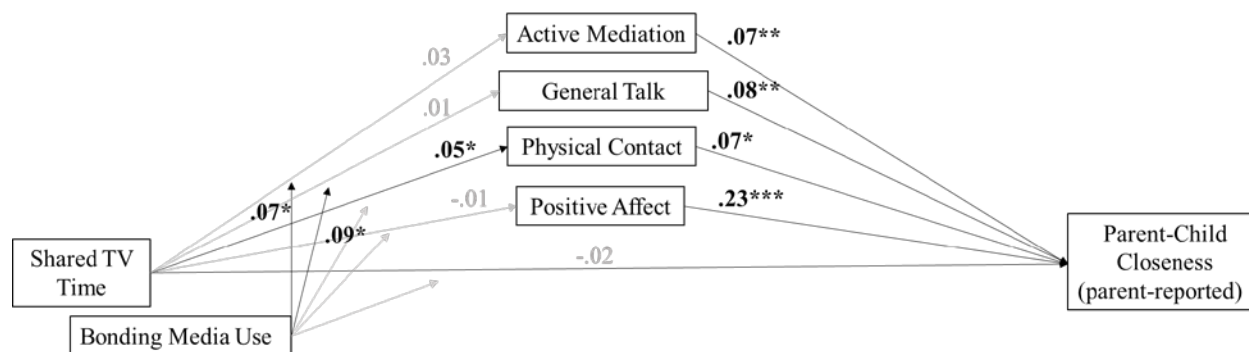 Active Mediation
.07**
.03
General Talk
.08**
.01
Physical Contact
.05*
.07*
-.01
Positive Affect
.23***
.07*
.09*
Shared TV
Time
-.02
Parent-Child
Closeness
(parent-reported)
Bonding Media Use